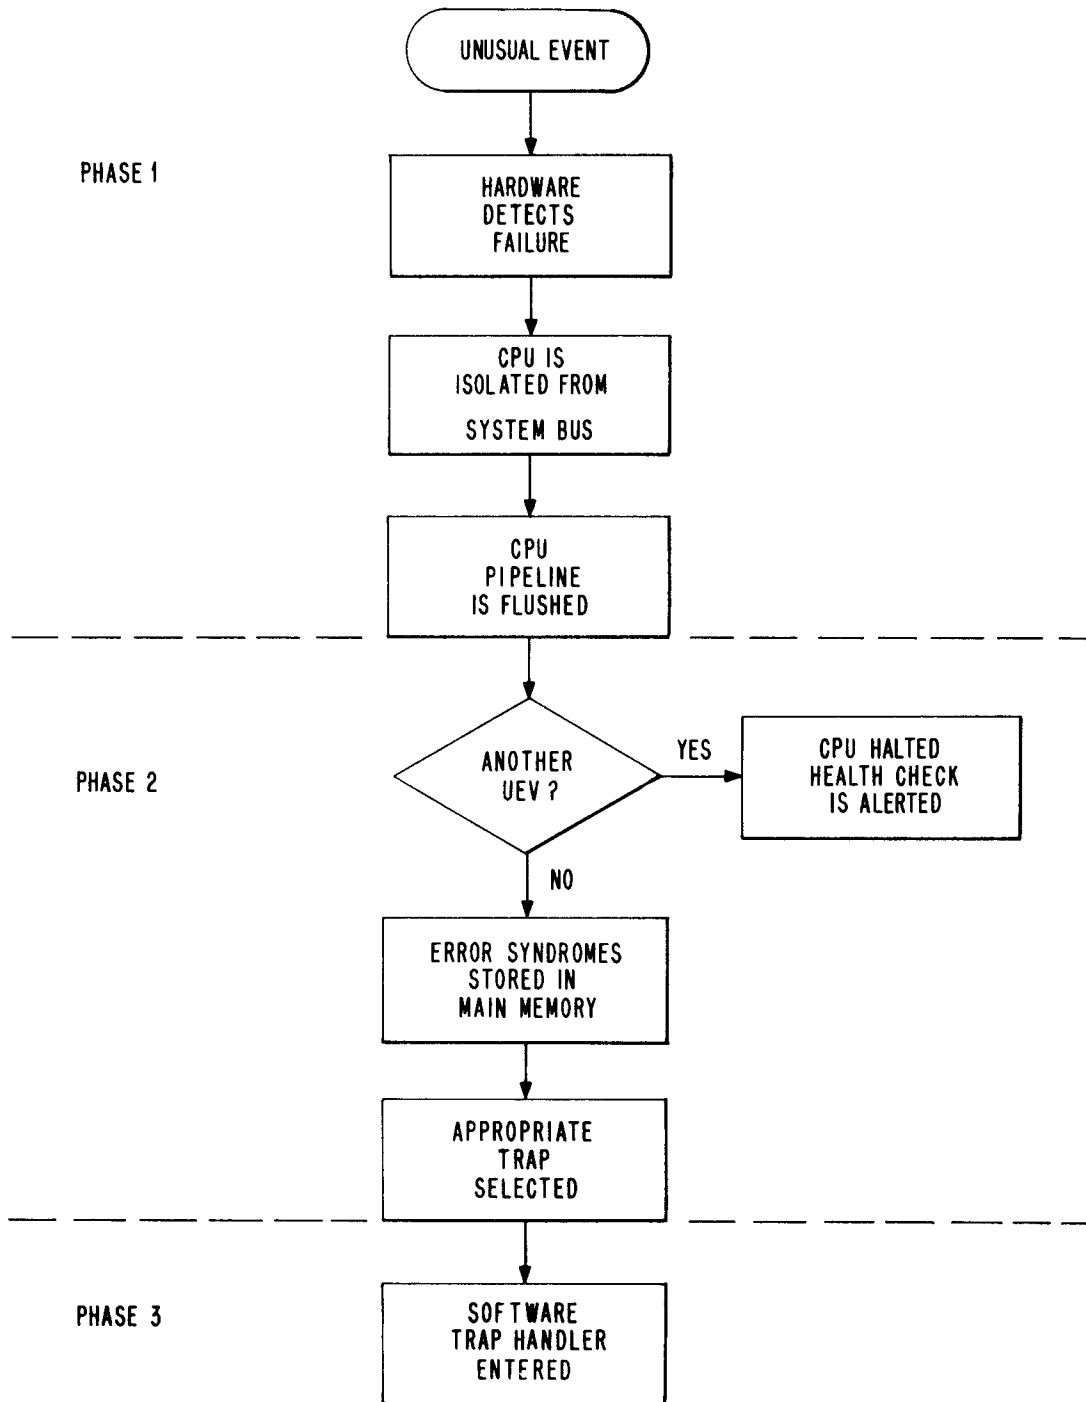 UNUSUAL EVENT
PHASE 1
HARDWARE
DETECTS
FAILURE
CPU IS
ISOLATED FROM
SYSTEM BUS
CPU
PIPELINE
IS FLUSHED
PHASE 2
ANOTHER
UEV ?
YES
CPU HALTED
HEALTH CHECK
IS ALERTED
NO
ERROR SYNDROMES
STORED IN
MAIN MEMORY
APPROPRIATE
TRAP
SELECTED
PHASE 3
SOFTWARE
TRAP HANDLER
ENTERED